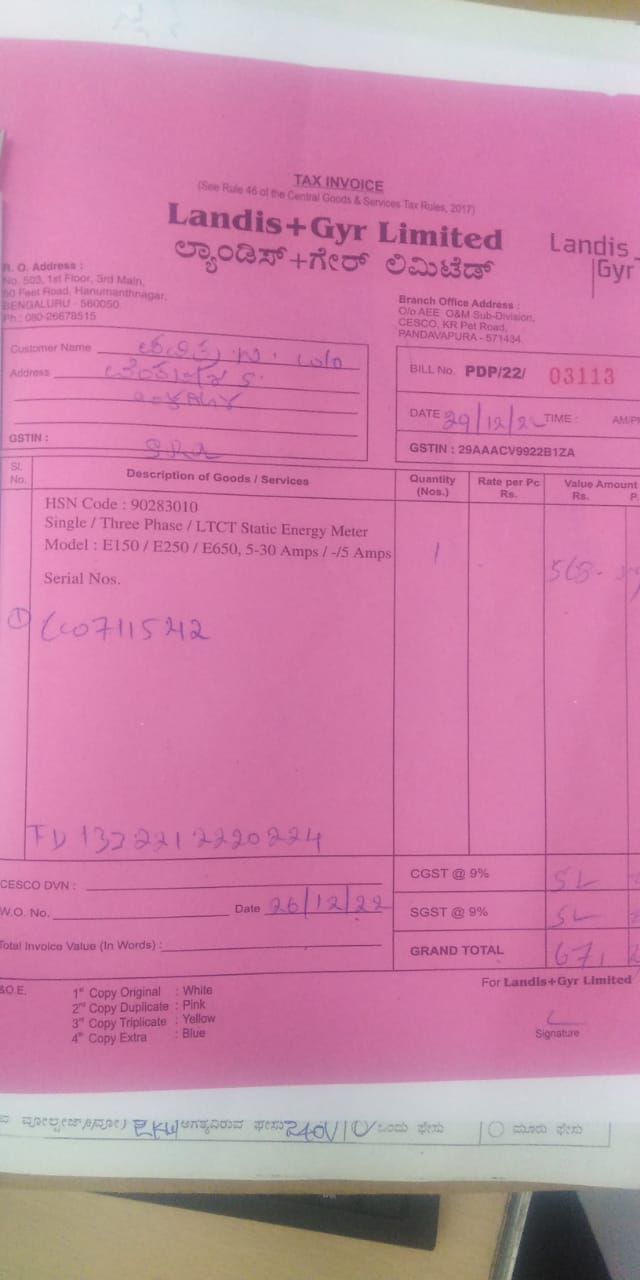 TAX INVOICE
(See Rule 46 of the Central Goods & Services Tax Rules, 2017)
Landis+Gyr Limited
ಲ್ಯಾಂಡಿಸ್+ಗೇರ್ ಲಿಮಿಟೆಡ್
Landis
Gyr
R. O. Address :
No. 503, 1st Floor, 3rd Main,
50 Feet Road, Hanumanthnagar,
BENGALURU - 560050
Ph : 080-26678515
Branch Office Address :
O/o AEE O&M Sub-Division,
CESCO, KR Pet Road,
PANDAVAPURA - 571434
Customer Name
Address
GSTIN :
BILL No. PDP/22/ 03113
DATE 29/12/22 TIME : AM/PM
GSTIN : 29AAACV9922B1ZA
Sl. No. Description of Goods / Services Quantity (Nos.) Rate per Pc Rs. Value Amount Rs. P.
HSN Code : 90283010
Single / Three Phase / LTCT Static Energy Meter
Model : E150 / E250 / E650, 5-30 Amps / -/5 Amps 1
Serial Nos.
TD 1332212220224
CESCO DVN :
W.O. No. Date 26/12/22
Total Invoice Value (In Words) :
CGST @ 9%
SGST @ 9%
GRAND TOTAL
&O.E.
1st Copy Original : White
2nd Copy Duplicate : Pink
3rd Copy Triplicate : Yellow
4th Copy Extra : Blue
For Landis+Gyr Limited
Signature
ಒಂದು ಫೇಸು ಮೂರು ಫೇಸು